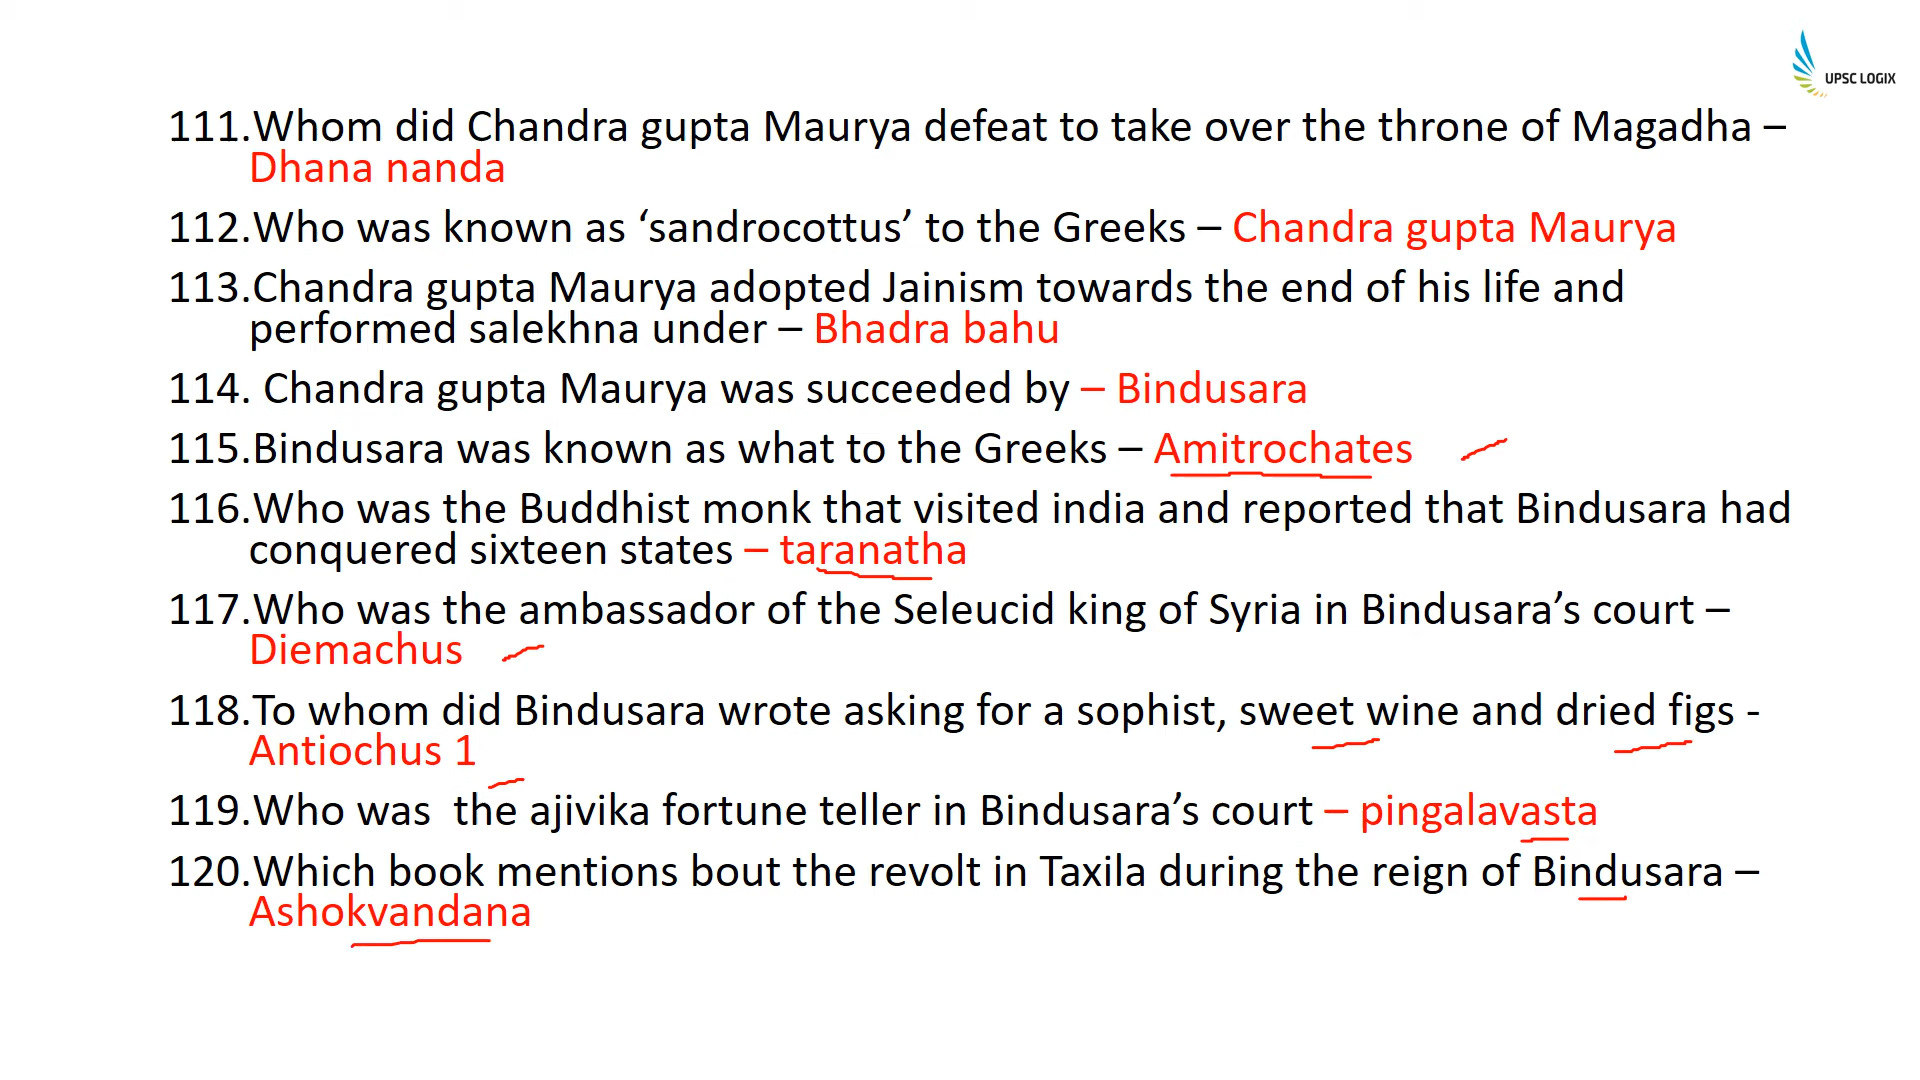 UPSC LOGIX
111.Whom did Chandra gupta Maurya defeat to take over the throne of Magadha –
Dhana nanda
112.Who was known as ‘sandrocottus’ to the Greeks – Chandra gupta Maurya
113.Chandra gupta Maurya adopted Jainism towards the end of his life and
performed salekhna under – Bhadra bahu
114. Chandra gupta Maurya was succeeded by – Bindusara
115.Bindusara was known as what to the Greeks – Amitrochates
116.Who was the Buddhist monk that visited india and reported that Bindusara had
conquered sixteen states – taranatha
117.Who was the ambassador of the Seleucid king of Syria in Bindusara’s court –
Diemachus
118.To whom did Bindusara wrote asking for a sophist, sweet wine and dried figs -
Antiochus 1
119.Who was  the ajivika fortune teller in Bindusara’s court – pingalavasta
120.Which book mentions bout the revolt in Taxila during the reign of Bindusara –
Ashokvandana